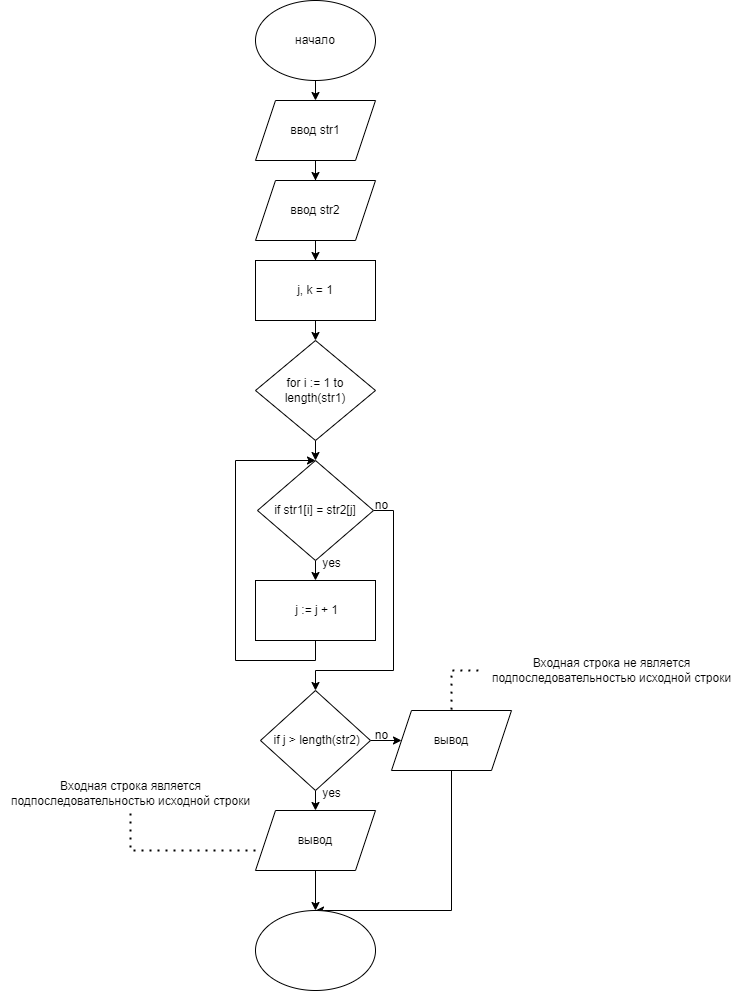 начало
ввод str1
ввод str2
j, k = 1
for i := 1 to
length(str1)
if str1[i] = str2[j]
no
yes
j := j + 1
Входная строка не является
подпоследовательностью исходной строки
if j > length(str2)
no
вывод
yes
Входная строка является
подпоследовательностью исходной строки
вывод